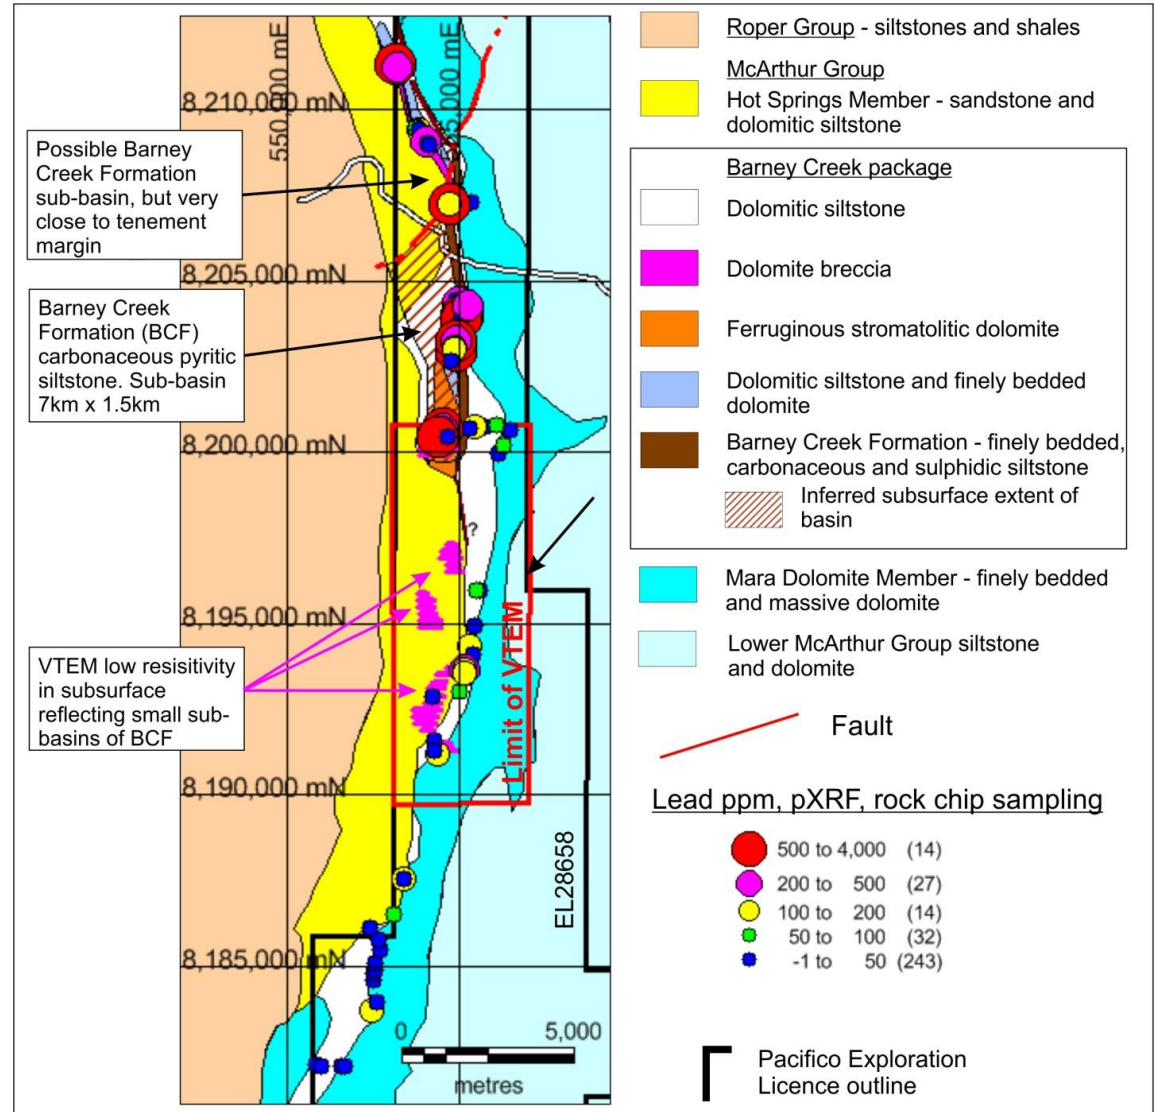 550,000 mE
555,000 mE
8,210,000 mN
8,205,000 mN
8,200,000 mN
8,195,000 mN
8,190,000 mN
8,185,000 mN
Possible Barney
Creek Formation
sub-basin, but very
close to tenement
margin
Barney Creek
Formation (BCF)
carbonaceous pyritic
siltstone. Sub-basin
7km x 1.5km
VTEM low resisitivity
in subsurface
reflecting small sub-
basins of BCF
?
Limit of VTEM
EL28658
0
5,000
metres
Roper Group - siltstones and shales
McArthur Group
Hot Springs Member - sandstone and
dolomitic siltstone
Barney Creek package
Dolomitic siltstone
Dolomite breccia
Ferruginous stromatolitic dolomite
Dolomitic siltstone and finely bedded
dolomite
Barney Creek Formation - finely bedded,
carbonaceous and sulphidic siltstone
Inferred subsurface extent of
basin
Mara Dolomite Member - finely bedded
and massive dolomite
Lower McArthur Group siltstone
and dolomite
Fault
Lead ppm, pXRF, rock chip sampling
500 to 4,000 (14)
200 to 500 (27)
100 to 200 (14)
50 to 100 (32)
-1 to 50 (243)
Pacifico Exploration
Licence outline